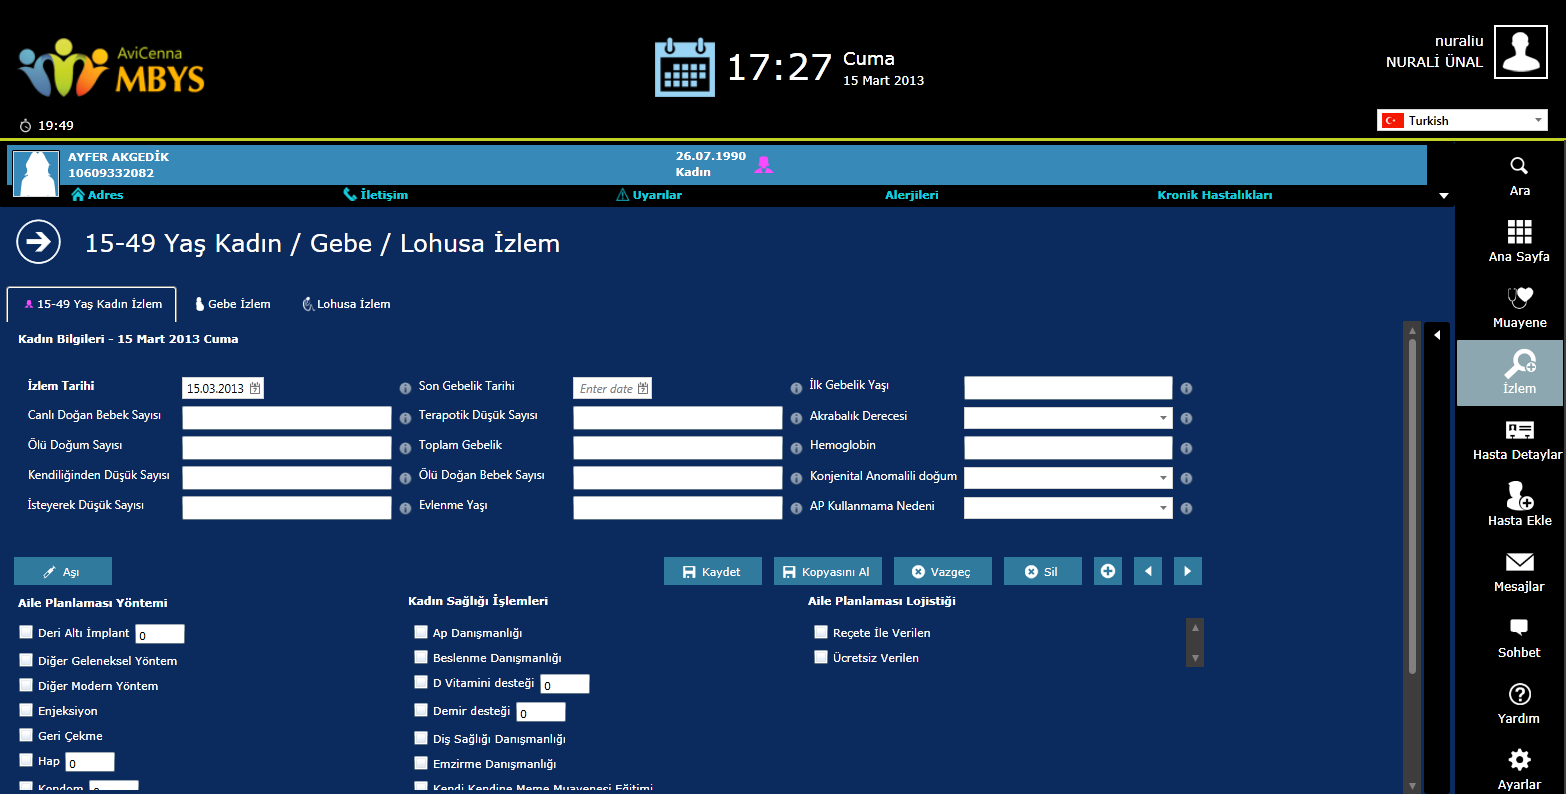 AviCenna
MBYS
19:49
17:27
Cuma
15 Mart 2013
nuraliu
NURALİ ÜNAL
Turkish
AYFER AKGEDİK
10609332082
26.07.1990
Kadın
Adres
İletişim
Uyarılar
Alerjileri
Kronik Hastalıkları
15-49 Yaş Kadın / Gebe / Lohusa İzlem
15-49 Yaş Kadın İzlem
Gebe İzlem
Lohusa İzlem
Kadın Bilgileri - 15 Mart 2013 Cuma
İzlem Tarihi 15.03.2013
Son Gebelik Tarihi Enter date
İlk Gebelik Yaşı
Canlı Doğan Bebek Sayısı
Terapotik Düşük Sayısı
Akrabalık Derecesi
Ölü Doğum Sayısı
Toplam Gebelik
Hemoglobin
Kendiliğinden Düşük Sayısı
Ölü Doğan Bebek Sayısı
Konjenital Anomalili doğum
İsteyerek Düşük Sayısı
Evlenme Yaşı
AP Kullanmama Nedeni
Aşı
Kaydet
Kopyasını Al
Vazgeç
Sil
Aile Planlaması Yöntemi
Deri Altı İmplant 0
Diğer Geleneksel Yöntem
Diğer Modern Yöntem
Enjeksiyon
Geri Çekme
Hap 0
Kondom
Kadın Sağlığı İşlemleri
Ap Danışmanlığı
Beslenme Danışmanlığı
D Vitamini desteği 0
Demir desteği 0
Diş Sağlığı Danışmanlığı
Emzirme Danışmanlığı
Kendi Kendine Meme Muayenesi Eğitimi
Aile Planlaması Lojistiği
Reçete İle Verilen
Ücretsiz Verilen
Ara
Ana Sayfa
Muayene
İzlem
Hasta Detaylar
Hasta Ekle
Mesajlar
Sohbet
Yardım
Ayarlar